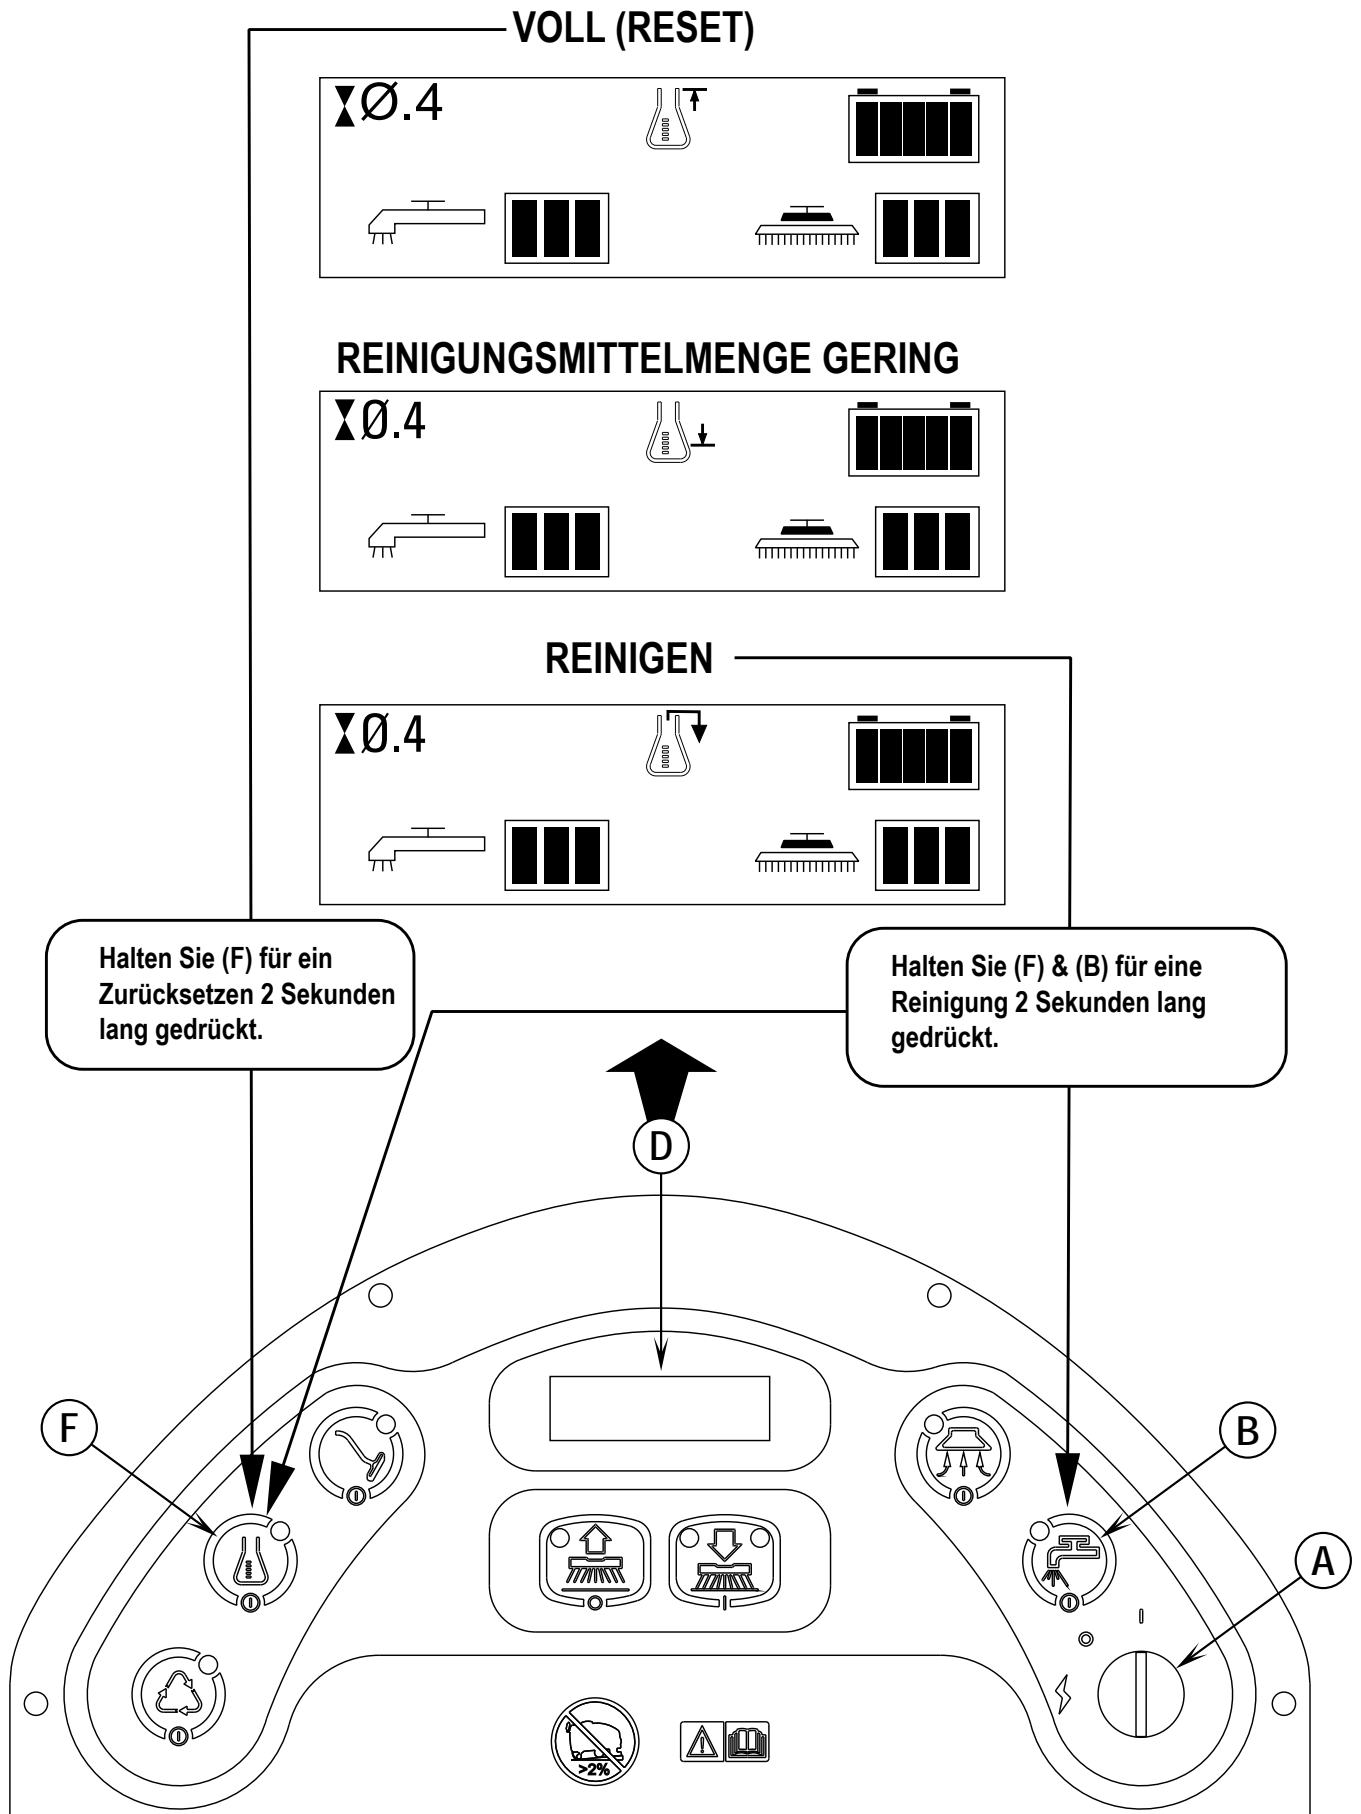 VOLL (RESET)
Ø.4
REINIGUNGSMITTELMENGE GERING
Ø.4
REINIGEN
Ø.4
Halten Sie (F) für ein
Zurücksetzen 2 Sekunden
lang gedrückt.
Halten Sie (F) & (B) für eine
Reinigung 2 Sekunden lang
gedrückt.
D
F
B
A
>2%